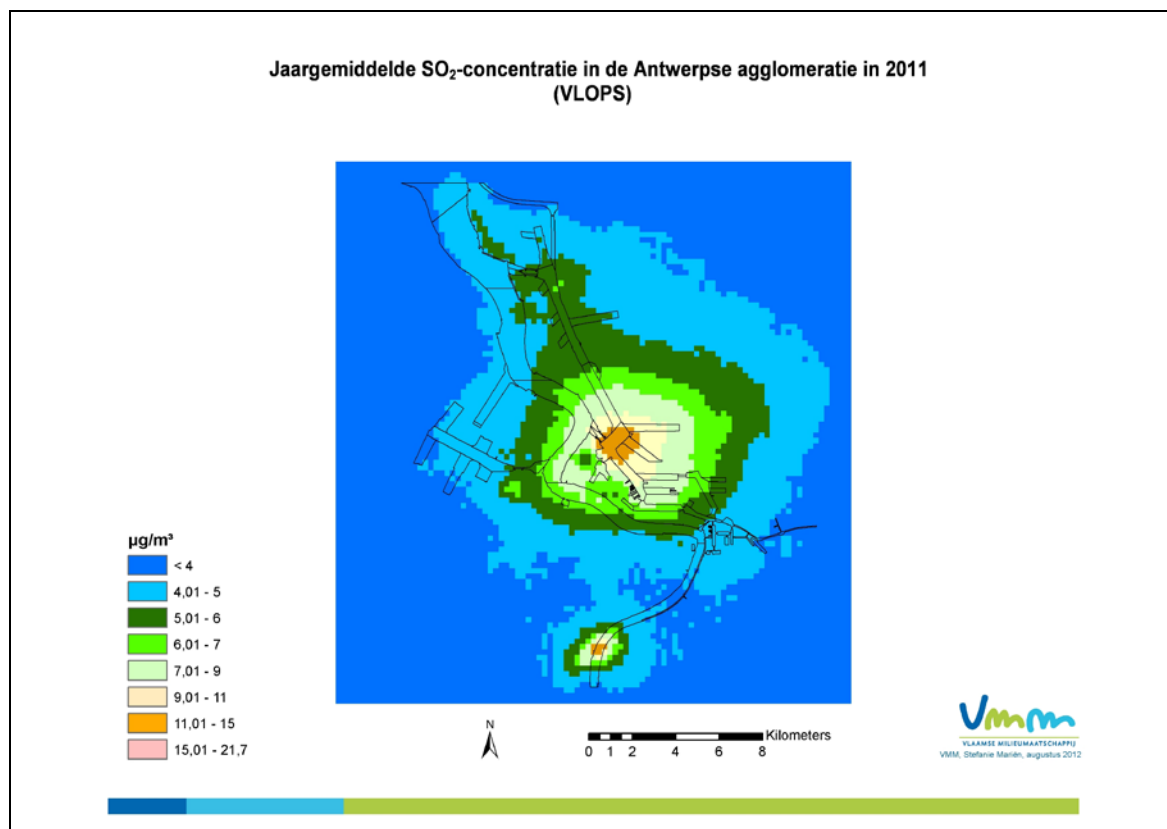 Jaargemiddelde SO₂-concentratie in de Antwerpse agglomeratie in 2011
(VLOPS)
µg/m³
< 4
4,01 - 5
5,01 - 6
6,01 - 7
7,01 - 9
9,01 - 11
11,01 - 15
15,01 - 21,7
N
Kilometers
0 1 2 4 6 8
vmm
VLAAMSE MILIEUMAATSCHAPPIJ
VMM, Stefanie Mariën, augustus 2012